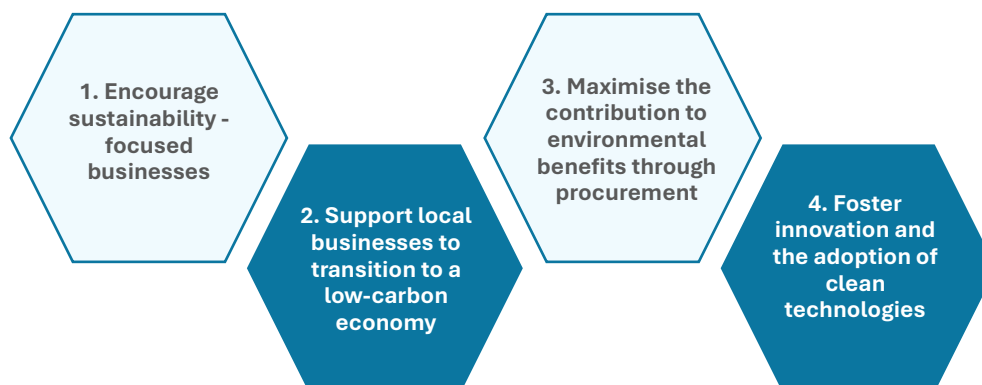 1. Encourage
sustainability -
focused
businesses
2. Support local
businesses to
transition to a
low-carbon
economy
3. Maximise the
contribution to
environmental
benefits through
procurement
4. Foster
innovation and
the adoption of
clean
technologies